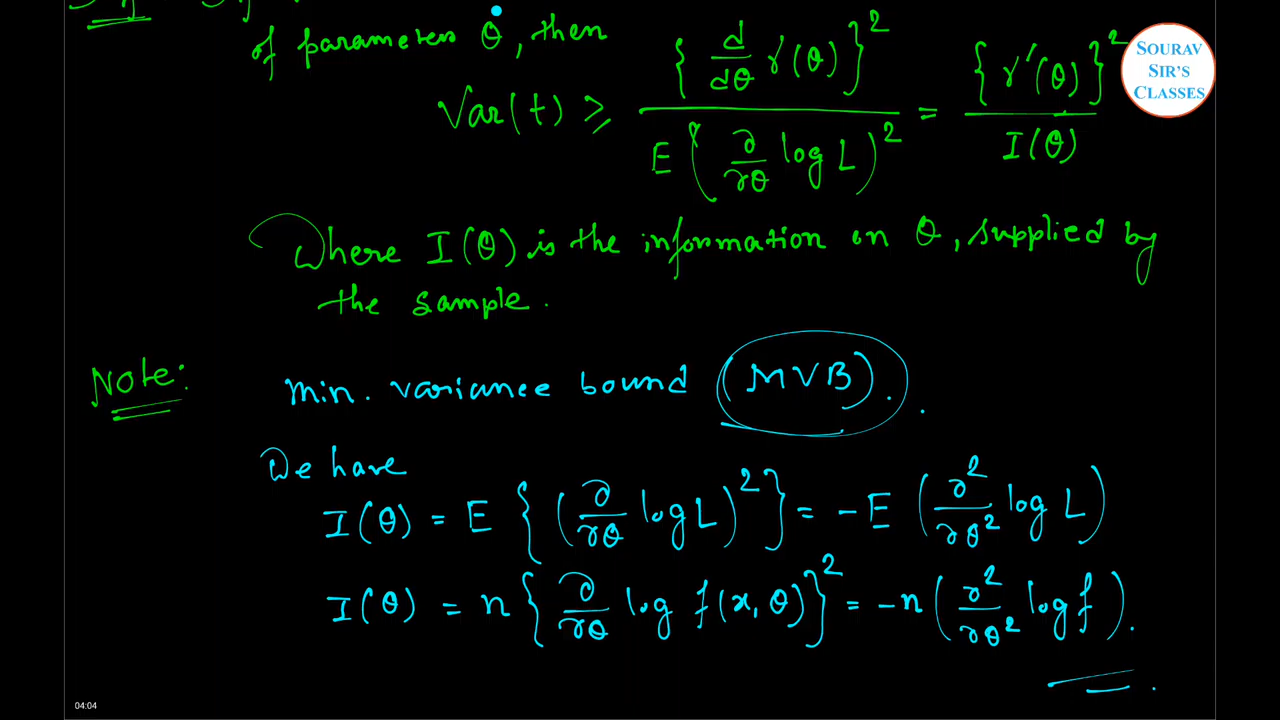 of parameters θ, then
Var(t) ≥ {d/dθ γ(θ)}² / E(∂/∂θ log L)² = {γ'(θ)}² / I(θ)
SOURAV
SIR'S
CLASSES
Where I(θ) is the information on θ, supplied by
the sample.
Note:
Min. variance bound (MVB).
We have
I(θ) = E {(∂/∂θ log L)²} = -E (∂²/∂θ² log L)
I(θ) = n {∂/∂θ log f(x, θ)}² = -n (∂²/∂θ² log f).
04:04